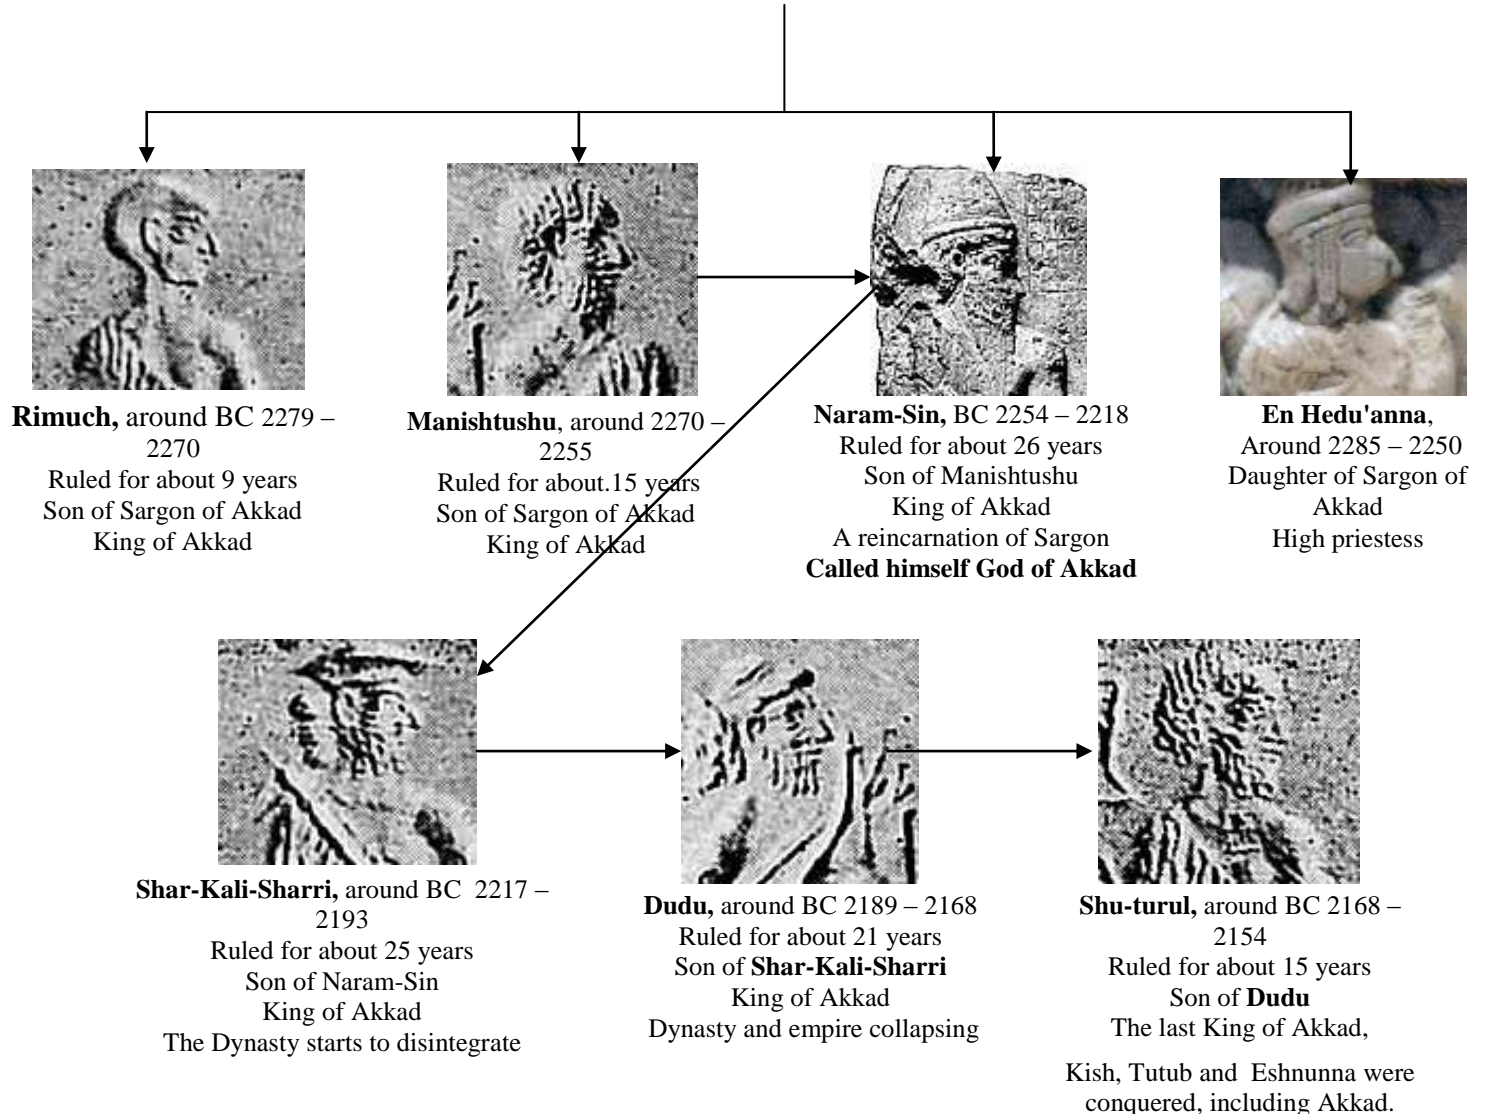 Rimuch, around BC 2279 –
2270
Ruled for about 9 years
Son of Sargon of Akkad
King of Akkad
Manishtushu, around 2270 –
2255
Ruled for about.15 years
Son of Sargon of Akkad
King of Akkad
Naram-Sin, BC 2254 – 2218
Ruled for about 26 years
Son of Manishtushu
King of Akkad
A reincarnation of Sargon
Called himself God of Akkad
En Hedu'anna,
Around 2285 – 2250
Daughter of Sargon of
Akkad
High priestess
Shar-Kali-Sharri, around BC 2217 –
2193
Ruled for about 25 years
Son of Naram-Sin
King of Akkad
The Dynasty starts to disintegrate
Dudu, around BC 2189 – 2168
Ruled for about 21 years
Son of Shar-Kali-Sharri
King of Akkad
Dynasty and empire collapsing
Shu-turul, around BC 2168 –
2154
Ruled for about 15 years
Son of Dudu
The last King of Akkad,
Kish, Tutub and Eshnunna were
conquered, including Akkad.